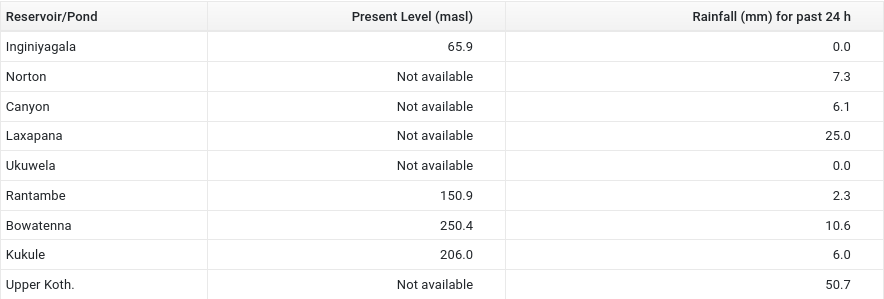 Reservoir/Pond Present Level (masl) Rainfall (mm) for past 24 h
Inginiyagala 65.9 0.0
Norton Not available 7.3
Canyon Not available 6.1
Laxapana Not available 25.0
Ukuwela Not available 0.0
Rantambe 150.9 2.3
Bowatenna 250.4 10.6
Kukule 206.0 6.0
Upper Koth. Not available 50.7